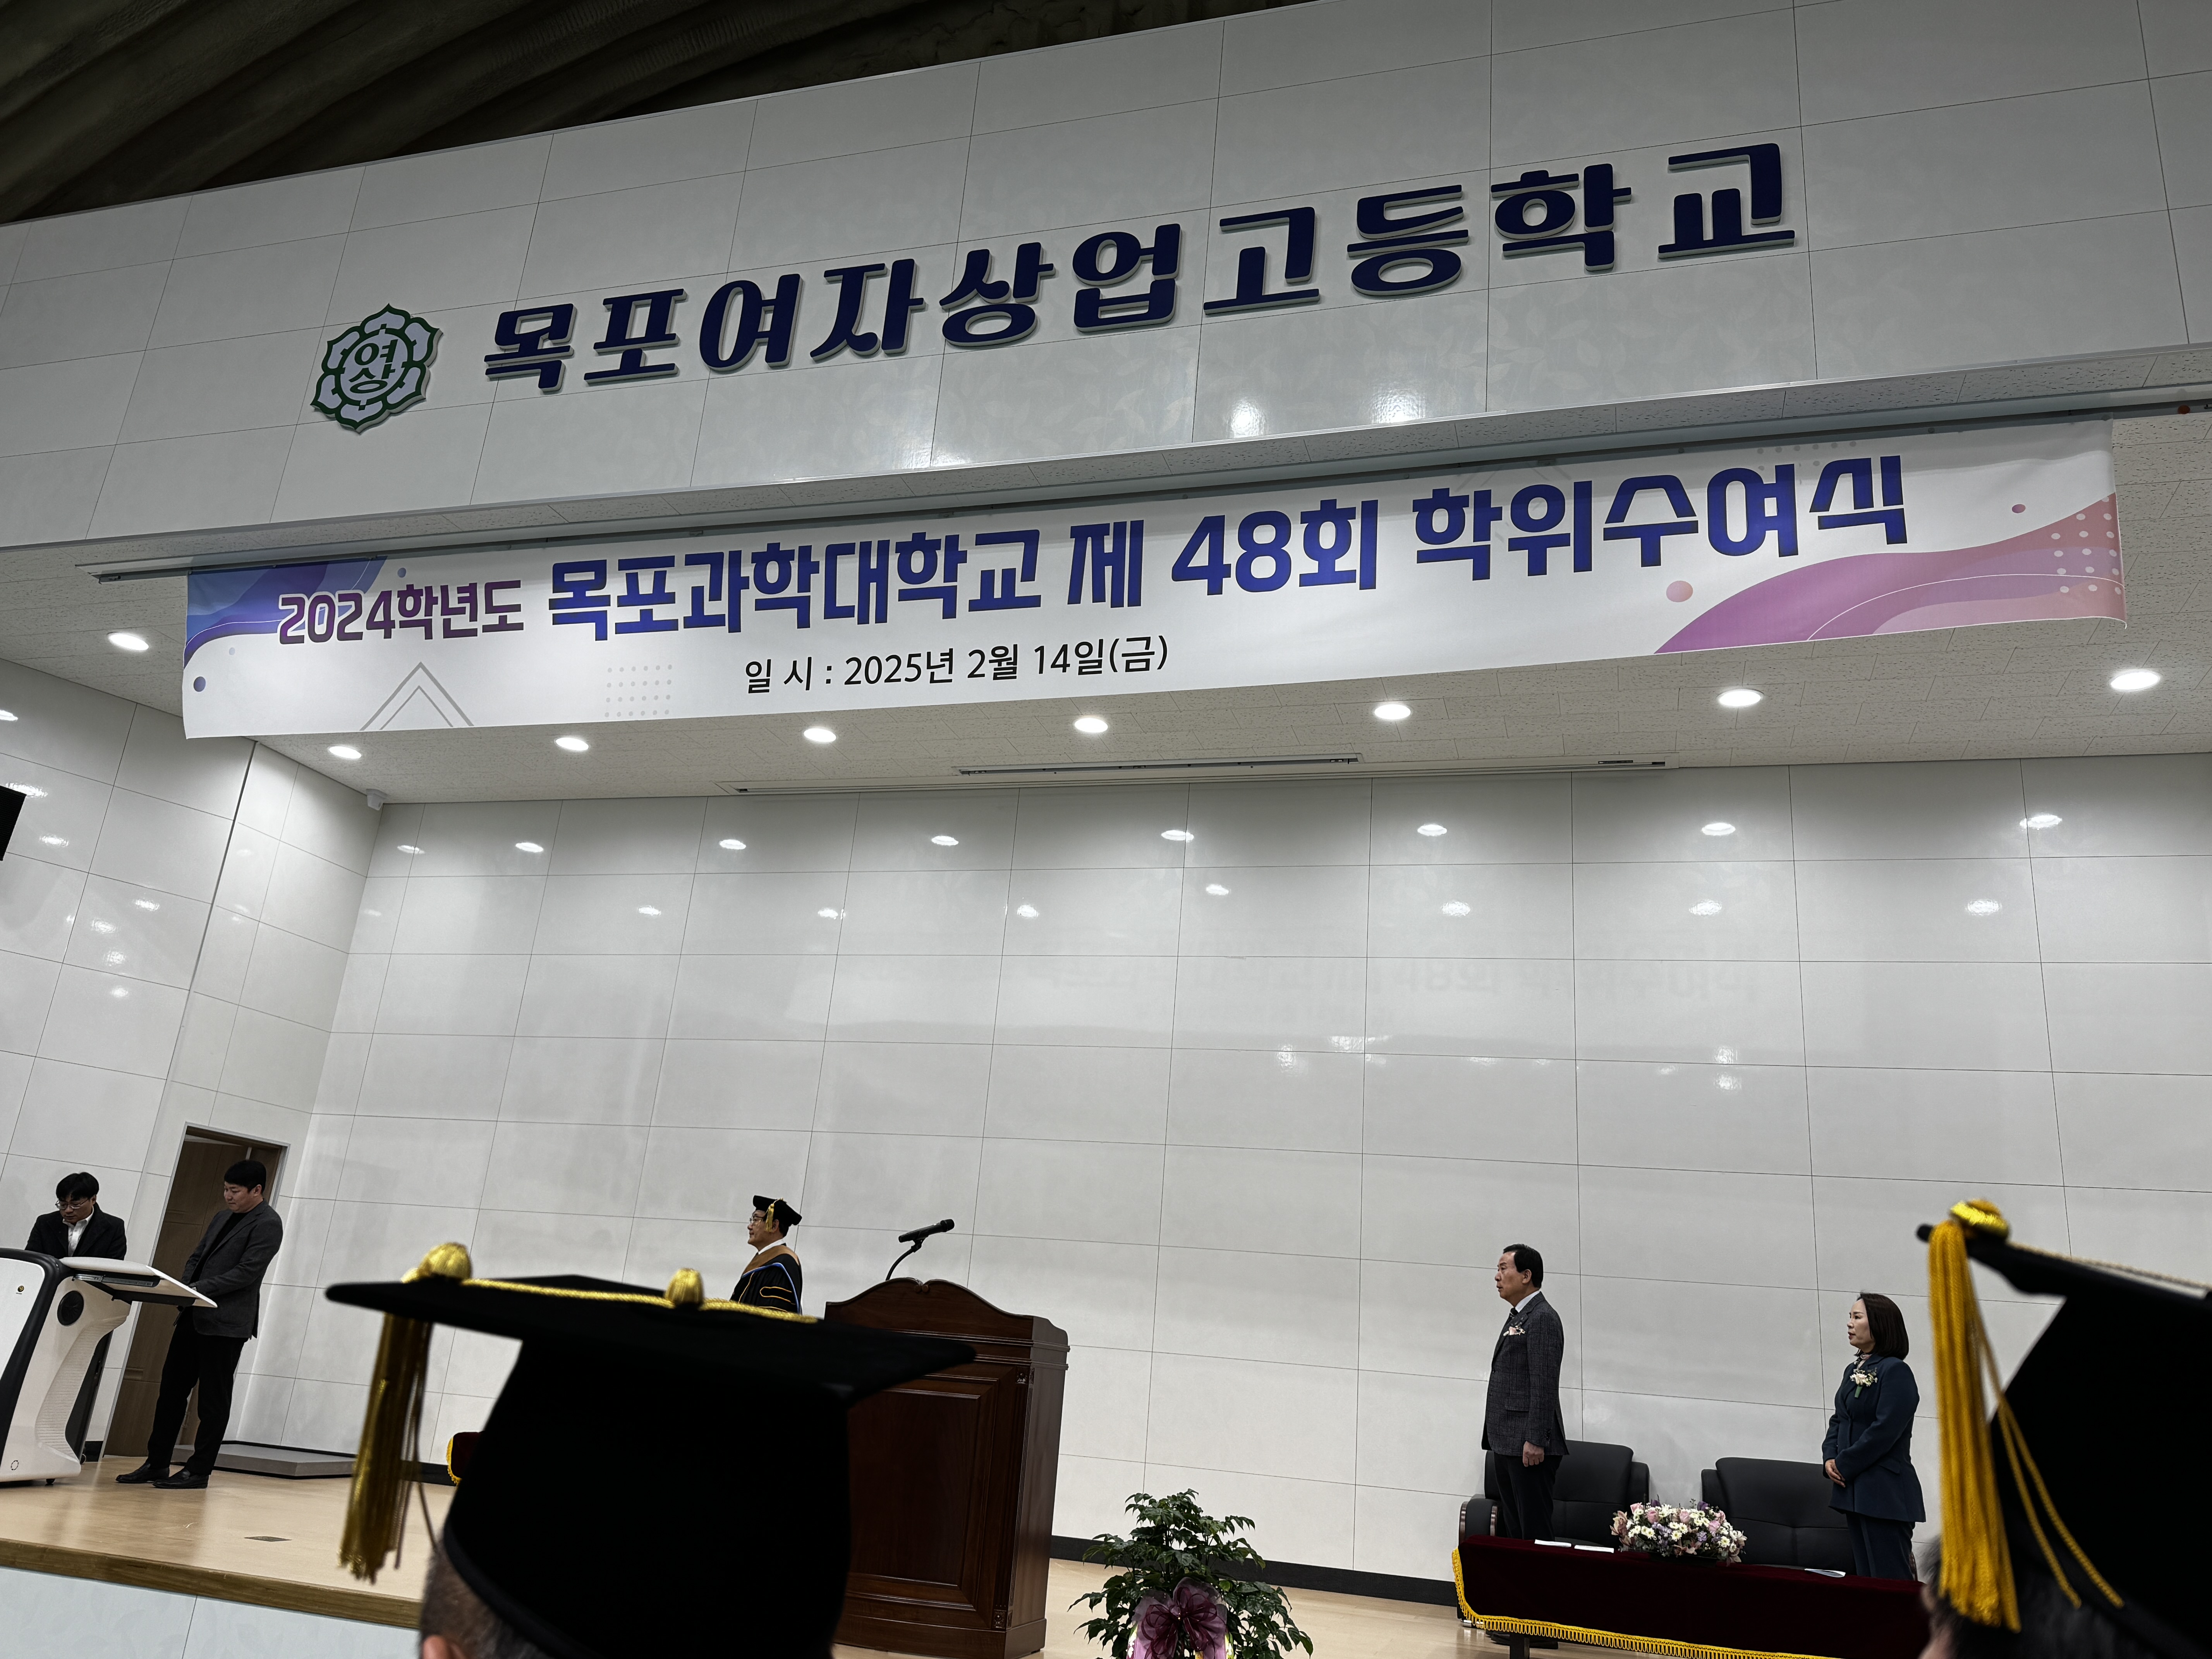 목포여자상업고등학교
여상
2024학년도 목포과학대학교 제 48회 학위수여식
일 시 : 2025년 2월 14일(금)